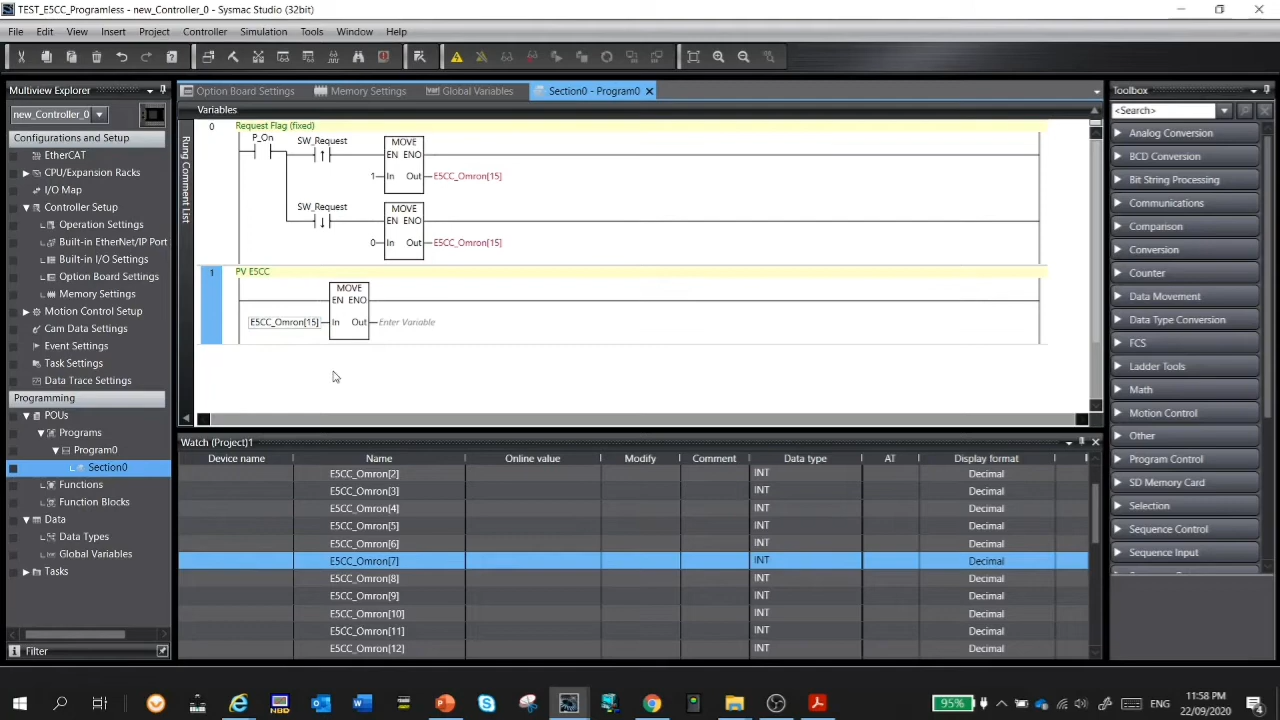 TEST_E5CC_Programless - new_Controller_0 - Sysmac Studio (32bit)
File Edit View Insert Project Controller Simulation Tools Window Help
Multiview Explorer
new_Controller_0
Configurations and Setup
EtherCAT
CPU/Expansion Racks
I/O Map
Controller Setup
Operation Settings
Built-in EtherNet/IP Port
Built-in I/O Settings
Option Board Settings
Memory Settings
Motion Control Setup
Cam Data Settings
Event Settings
Task Settings
Data Trace Settings
Programming
POUs
Programs
Program0
Section0
Functions
Function Blocks
Data
Data Types
Global Variables
Tasks
Filter
Option Board Settings Memory Settings Global Variables Section0 - Program0
Variables
Rung Comment List
0 Request Flag (fixed)
P_On SW_Request MOVE
EN ENO
1 In Out E5CC_Omron[15]
SW_Request MOVE
EN ENO
0 In Out E5CC_Omron[15]
1 PV E5CC
MOVE
EN ENO
E5CC_Omron[15] In Out Enter Variable
Watch (Project)1
Device name Name Online value Modify Comment Data type AT Display format
E5CC_Omron[2] INT Decimal
E5CC_Omron[3] INT Decimal
E5CC_Omron[4] INT Decimal
E5CC_Omron[5] INT Decimal
E5CC_Omron[6] INT Decimal
E5CC_Omron[7] INT Decimal
E5CC_Omron[8] INT Decimal
E5CC_Omron[9] INT Decimal
E5CC_Omron[10] INT Decimal
E5CC_Omron[11] INT Decimal
E5CC_Omron[12] INT Decimal
Toolbox
<Search>
Analog Conversion
BCD Conversion
Bit String Processing
Communications
Comparison
Conversion
Counter
Data Movement
Data Type Conversion
FCS
Ladder Tools
Math
Motion Control
Other
Program Control
SD Memory Card
Selection
Sequence Control
Sequence Input
95%
ENG
11:58 PM
22/09/2020